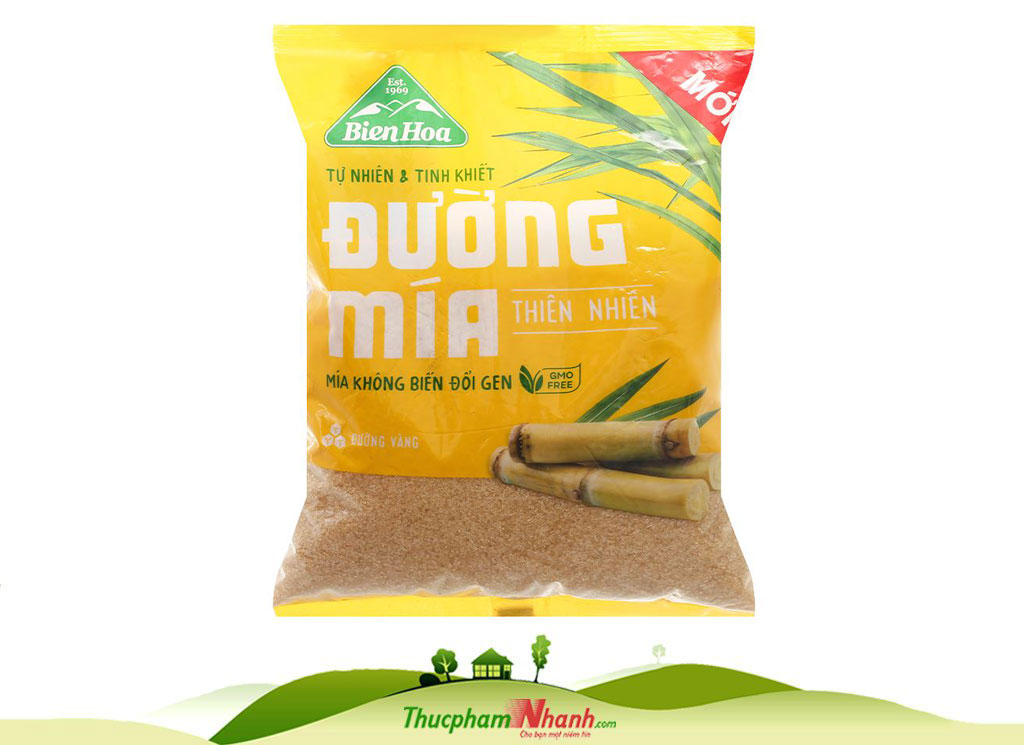 Est.
1969
Bien Hoa
MỚI
TỰ NHIÊN & TINH KHIẾT
ĐƯỜNG
MÍA
THIÊN NHIÊN
MÍA KHÔNG BIẾN ĐỔI GEN
GMO
FREE
ĐƯỜNG VÀNG
ThucphamNhanh.com
Cho bạn một niềm tin